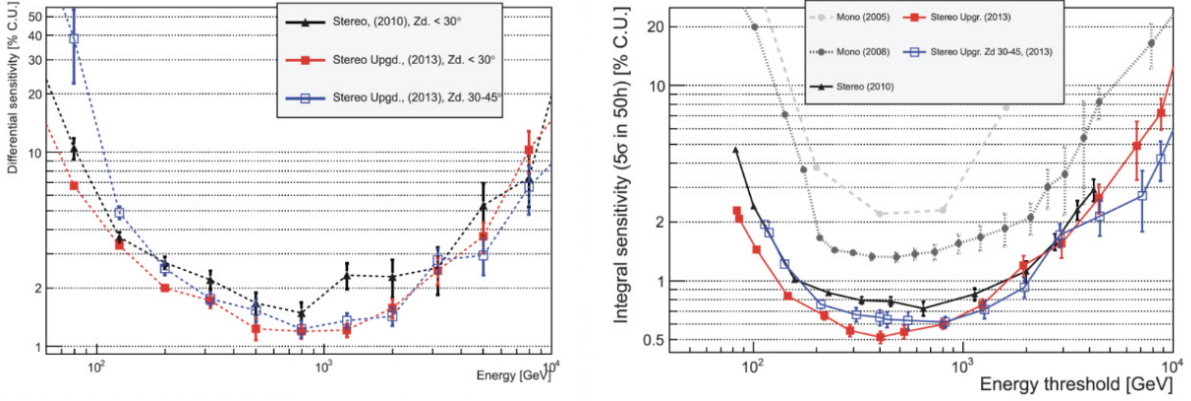 Differential sensitivity [% C.U.]
50
40
30
20
10
2
1
10²
10³
10⁴
Energy [GeV]
Stereo, (2010), Zd. < 30°
Stereo Upgd., (2013), Zd. < 30°
Stereo Upgd., (2013), Zd. 30-45°
Integral sensitivity (5σ in 50h) [% C.U.]
20
10
2
1
0.5
10²
10³
10⁴
Energy threshold [GeV]
Mono (2005)
Stereo Upgr. (2013)
Mono (2008)
Stereo Upgr. Zd 30-45, (2013)
Stereo (2010)